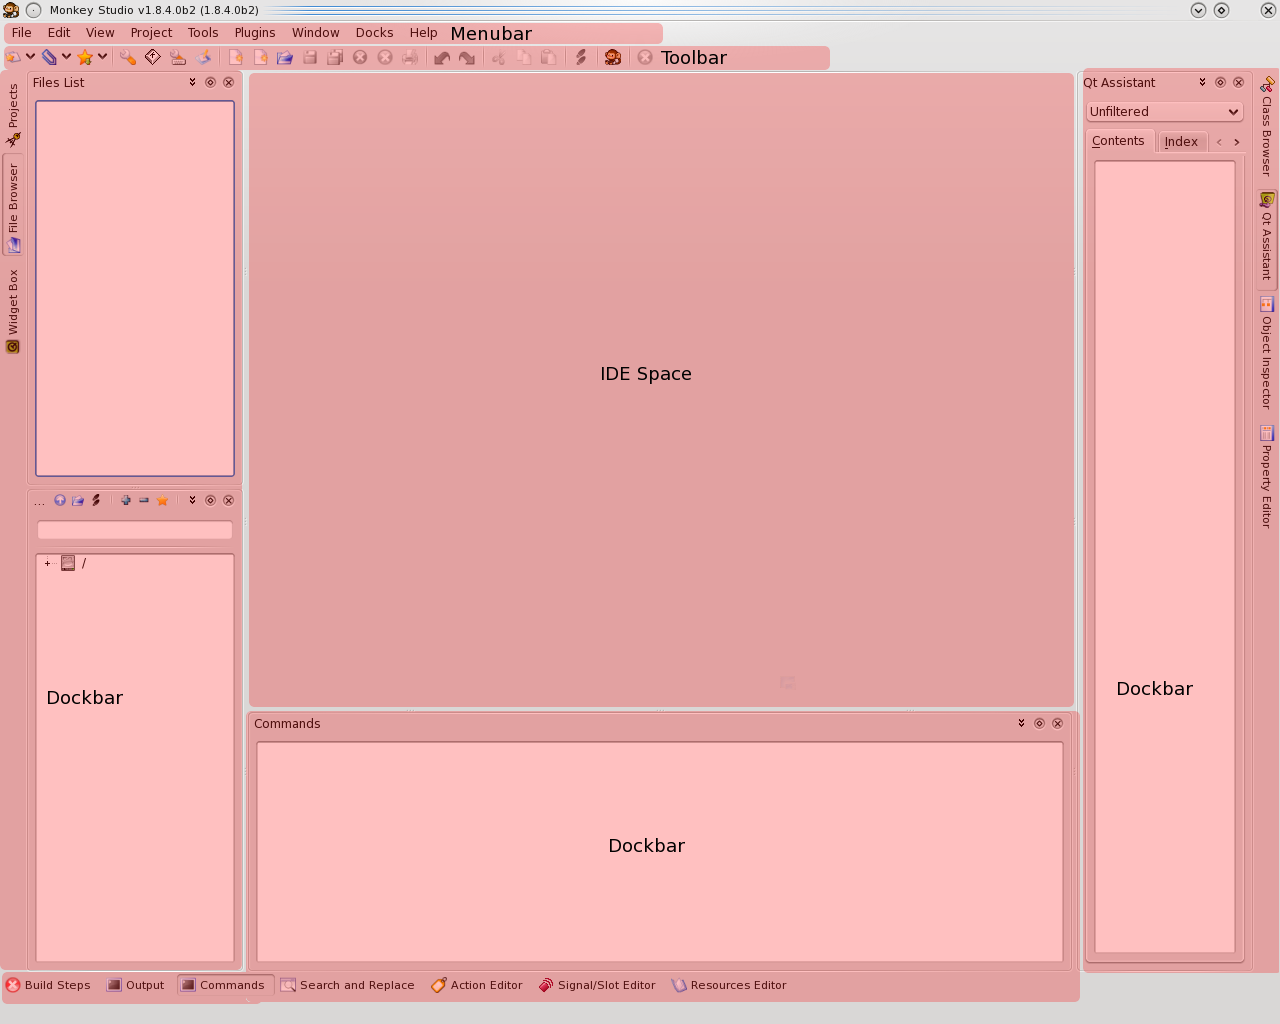 Monkey Studio v1.8.4.0b2 (1.8.4.0b2)
File Edit View Project Tools Plugins Window Docks Help Menubar
Toolbar
Projects
File Browser
Widget Box
Files List
...
/
Dockbar
IDE Space
Commands
Dockbar
Qt Assistant
Unfiltered
Contents Index
Dockbar
Class Browser
Qt Assistant
Object Inspector
Property Editor
Build Steps Output Commands Search and Replace Action Editor Signal/Slot Editor Resources Editor